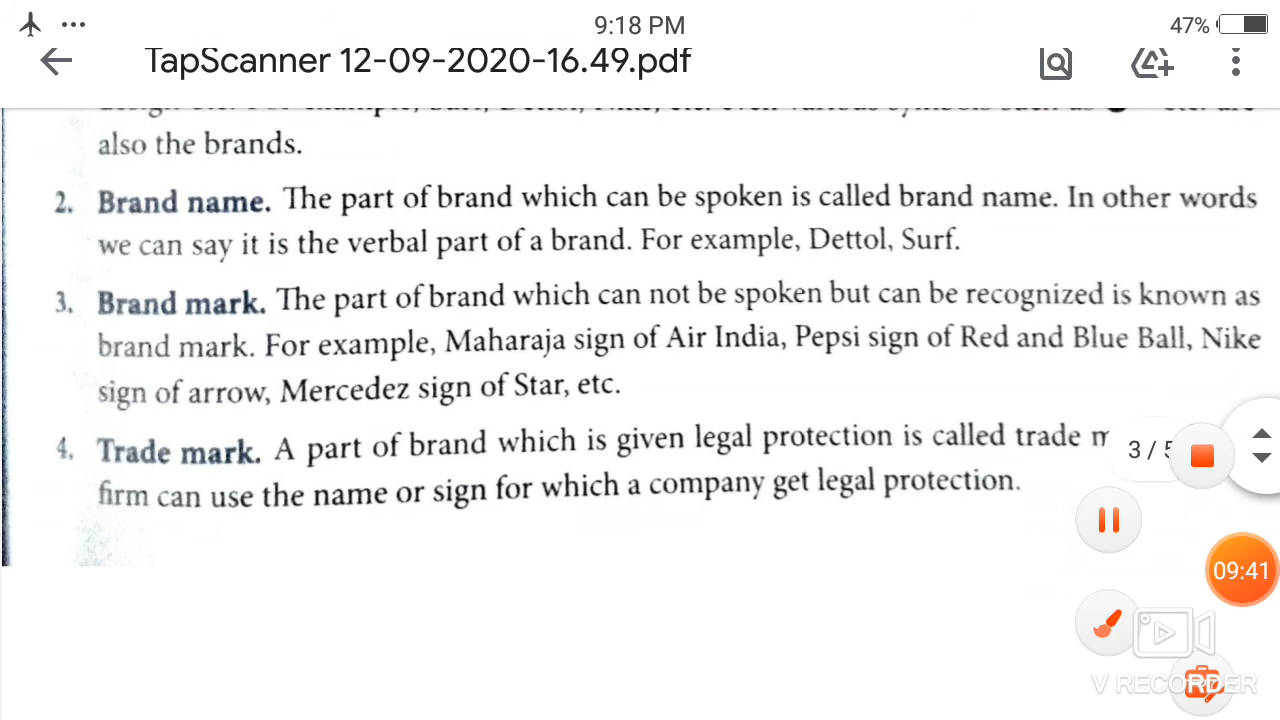 9:18 PM
47%
TapScanner 12-09-2020-16.49.pdf
also the brands.
2. Brand name. The part of brand which can be spoken is called brand name. In other words
we can say it is the verbal part of a brand. For example, Dettol, Surf.
3. Brand mark. The part of brand which can not be spoken but can be recognized is known as
brand mark. For example, Maharaja sign of Air India, Pepsi sign of Red and Blue Ball, Nike
sign of arrow, Mercedez sign of Star, etc.
4. Trade mark. A part of brand which is given legal protection is called trade
firm can use the name or sign for which a company get legal protection.
3 / 5
09:41
V RECORDER